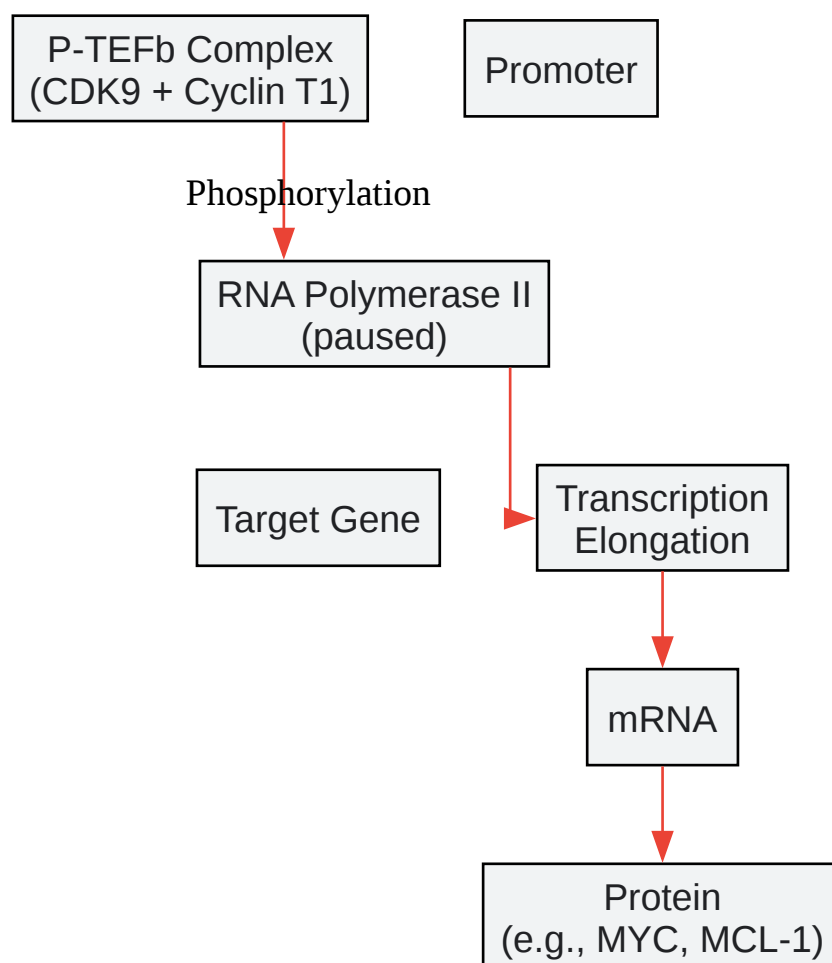 P-TEFb Complex
(CDK9 + Cyclin T1)
Promoter
Phosphorylation
RNA Polymerase II
(paused)
Target Gene
Transcription
Elongation
mRNA
Protein
(e.g., MYC, MCL-1)